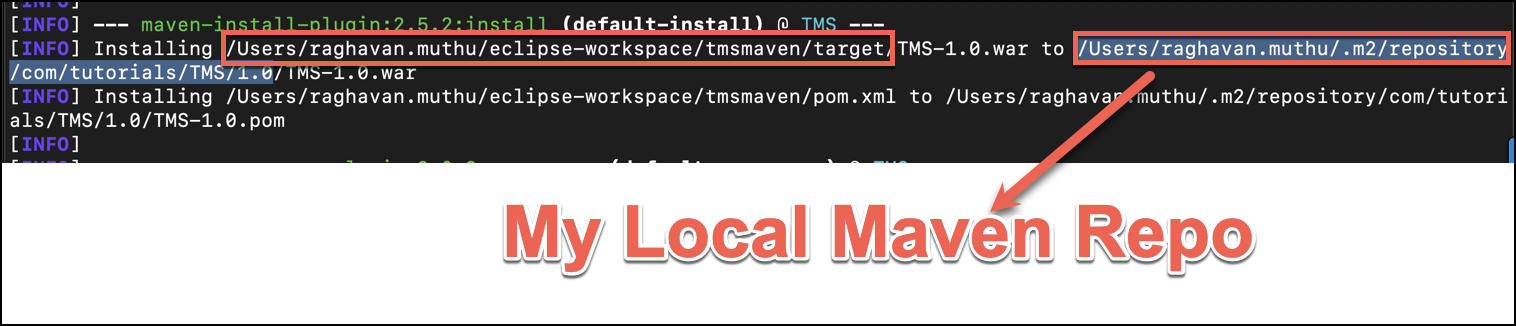 [INFO] --- maven-install-plugin:2.5.2:install (default-install) @ TMS ---
[INFO] Installing /Users/raghavan.muthu/eclipse-workspace/tmsmaven/target/TMS-1.0.war to /Users/raghavan.muthu/.m2/repository
/com/tutorials/TMS/1.0/TMS-1.0.war
[INFO] Installing /Users/raghavan.muthu/eclipse-workspace/tmsmaven/pom.xml to /Users/raghavan.muthu/.m2/repository/com/tutori
als/TMS/1.0/TMS-1.0.pom
[INFO]
My Local Maven Repo